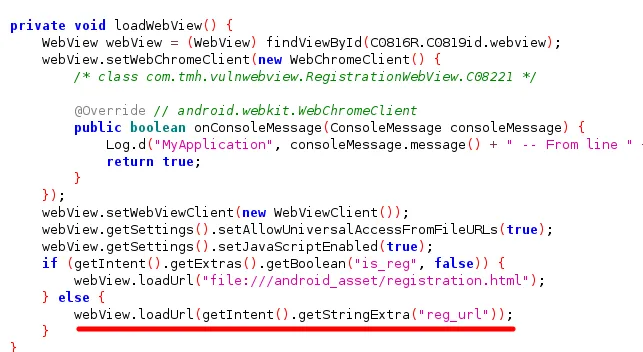 private void loadWebView() {
    WebView webView = (WebView) findViewById(C0816R.C0819id.webview);
    webView.setWebChromeClient(new WebChromeClient() {
        /* class com.tmh.vulnwebview.RegistrationWebView.C08221 */

        @Override // android.webkit.WebChromeClient
        public boolean onConsoleMessage(ConsoleMessage consoleMessage) {
            Log.d("MyApplication", consoleMessage.message() + " -- From line "
            return true;
        }
    });
    webView.setWebViewClient(new WebViewClient());
    webView.getSettings().setAllowUniversalAccessFromFileURLs(true);
    webView.getSettings().setJavaScriptEnabled(true);
    if (getIntent().getExtras().getBoolean("is_reg", false)) {
        webView.loadUrl("file:///android_asset/registration.html");
    } else {
        webView.loadUrl(getIntent().getStringExtra("reg_url"));
    }
}